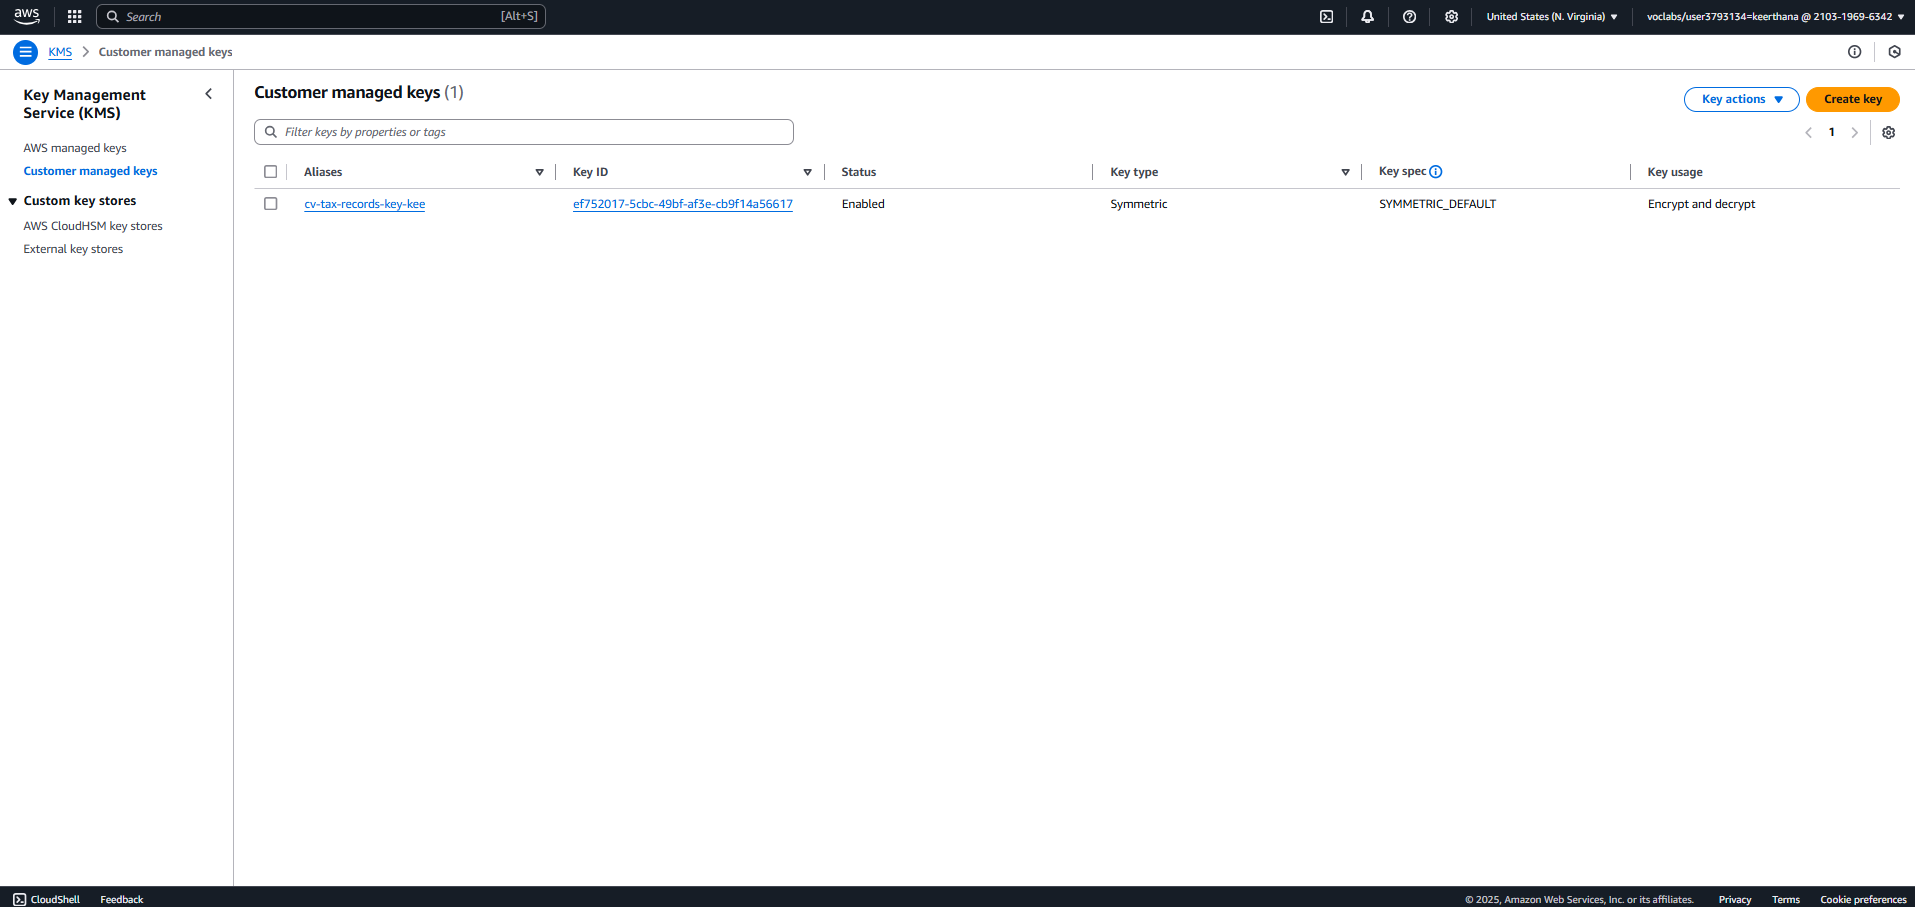 aws Search [Alt+S] United States (N. Virginia) voclabs/user3793134=keerthana @ 2103-1969-6342
KMS Customer managed keys
Key Management
Service (KMS)
AWS managed keys
Customer managed keys
Custom key stores
AWS CloudHSM key stores
External key stores
Customer managed keys (1)
Key actions Create key
Filter keys by properties or tags
1
Aliases Key ID Status Key type Key spec Key usage
cv-tax-records-key-kee ef752017-5cbc-49bf-af3e-cb9f14a56617 Enabled Symmetric SYMMETRIC_DEFAULT Encrypt and decrypt
CloudShell Feedback © 2025, Amazon Web Services, Inc. or its affiliates. Privacy Terms Cookie preferences